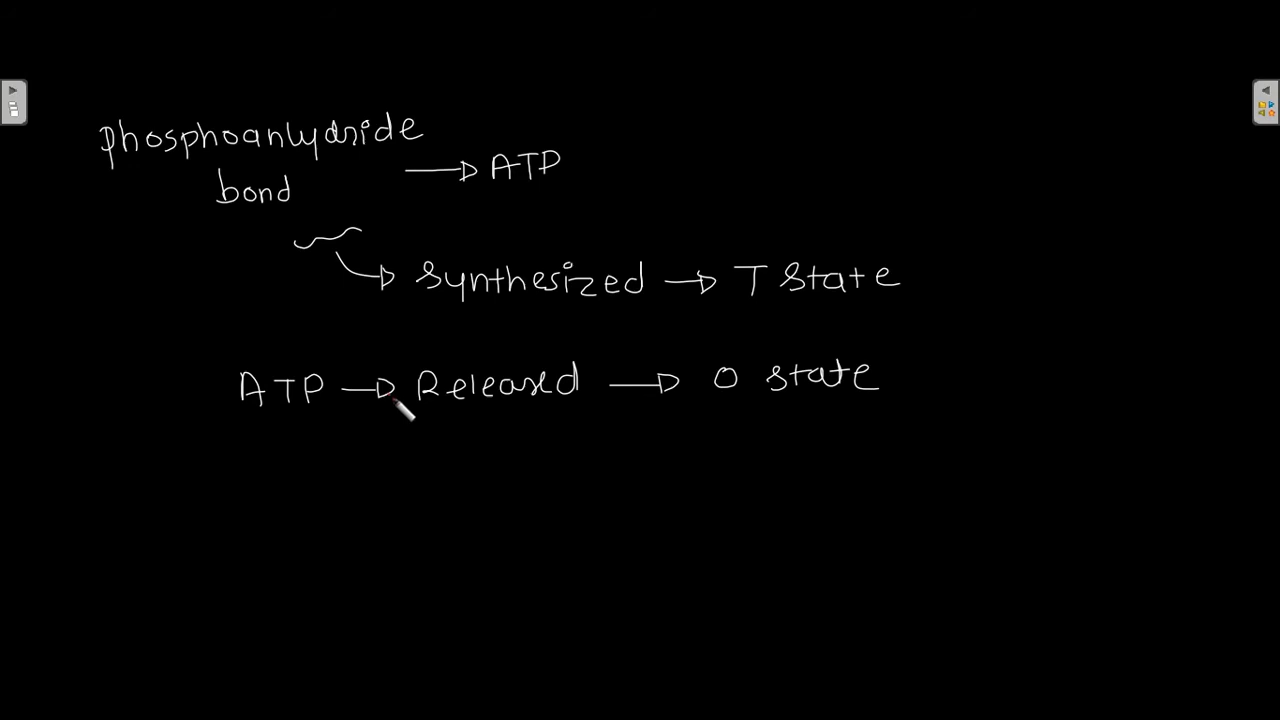 phosphoanhydride
bond → ATP
synthesized → T state
ATP → Released → O state